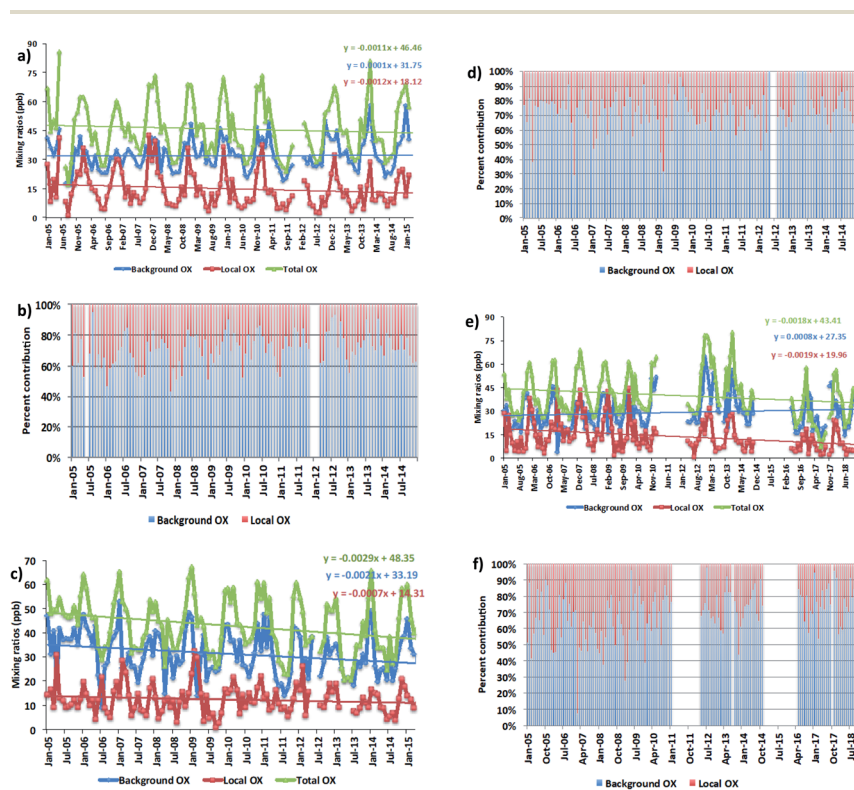 a)
Mixing ratios (ppb)
y = -0.0011x + 46.46
y = 0.0001x + 31.75
y = -0.0012x + 18.12
90
75
60
45
30
15
0
Jan-05 Jun-05 Nov-05 Apr-06 Sep-06 Feb-07 Jul-07 Dec-07 May-08 Oct-08 Mar-09 Aug-09 Jan-10 Jun-10 Nov-10 Apr-11 Sep-11 Feb-12 Jul-12 Dec-12 May-13 Oct-13 Mar-14 Aug-14 Jan-15
Background OX Local OX Total OX
b)
Percent contribution
100%
80%
60%
40%
20%
0%
Jan-05 Jul-05 Jan-06 Jul-06 Jan-07 Jul-07 Jan-08 Jul-08 Jan-09 Jul-09 Jan-10 Jul-10 Jan-11 Jul-11 Jan-12 Jul-12 Jan-13 Jul-13 Jan-14 Jul-14
Background OX Local OX
c)
Mixing ratios (ppb)
y = -0.0029x + 48.35
y = -0.0021x + 33.19
y = -0.0007x + 14.31
70
60
50
40
30
20
10
0
Jan-05 Jul-05 Jan-06 Jul-06 Jan-07 Jul-07 Jan-08 Jul-08 Jan-09 Jul-09 Jan-10 Jul-10 Jan-11 Jul-11 Jan-12 Jul-12 Jan-13 Jul-13 Jan-14 Jul-14 Jan-15
Background OX Local OX Total OX
d)
Percent contribution
100%
90%
80%
70%
60%
50%
40%
30%
20%
10%
0%
Jan-05 Jul-05 Jan-06 Jul-06 Jan-07 Jul-07 Jan-08 Jul-08 Jan-09 Jul-09 Jan-10 Jul-10 Jan-11 Jul-11 Jan-12 Jul-12 Jan-13 Jul-13 Jan-14 Jul-14
Background OX Local OX
e)
Mixing ratios (ppb)
y = -0.0018x + 43.41
y = 0.0008x + 27.35
y = -0.0019x + 19.96
90
75
60
45
30
15
0
Jan-05 Aug-05 Mar-06 Oct-06 May-07 Dec-07 Jul-08 Feb-09 Sep-09 Apr-10 Nov-10 Jun-11 Jan-12 Aug-12 Mar-13 Oct-13 May-14 Dec-14 Jul-15 Feb-16 Sep-16 Apr-17 Nov-17 Jun-18
Background OX Local OX Total OX
f)
Percent contribution
100%
90%
80%
70%
60%
50%
40%
30%
20%
10%
0%
Jan-05 Oct-05 Jul-06 Apr-07 Jan-08 Oct-08 Jul-09 Apr-10 Jan-11 Oct-11 Jul-12 Apr-13 Jan-14 Oct-14 Jul-15 Apr-16 Jan-17 Oct-17 Jul-18
Background OX Local OX